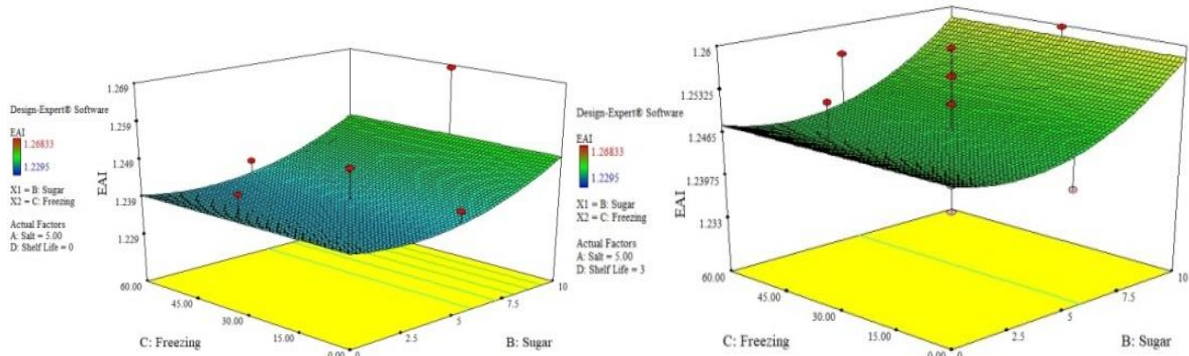 Design-Expert® Software
EAI
1.26833
1.2295
X1 = B: Sugar
X2 = C: Freezing
Actual Factors
A: Salt = 5.00
D: Shelf Life = 0
1.269
1.259
1.249
1.239
1.229
EAI
60.00
45.00
30.00
15.00
0.00
C: Freezing
0
2.5
5
7.5
10
B: Sugar
Design-Expert® Software
EAI
1.26833
1.2295
X1 = B: Sugar
X2 = C: Freezing
Actual Factors
A: Salt = 5.00
D: Shelf Life = 3
1.26
1.25325
1.2465
1.23975
1.233
EAI
60.00
45.00
30.00
15.00
0.00
C: Freezing
0
2.5
5
7.5
10
B: Sugar